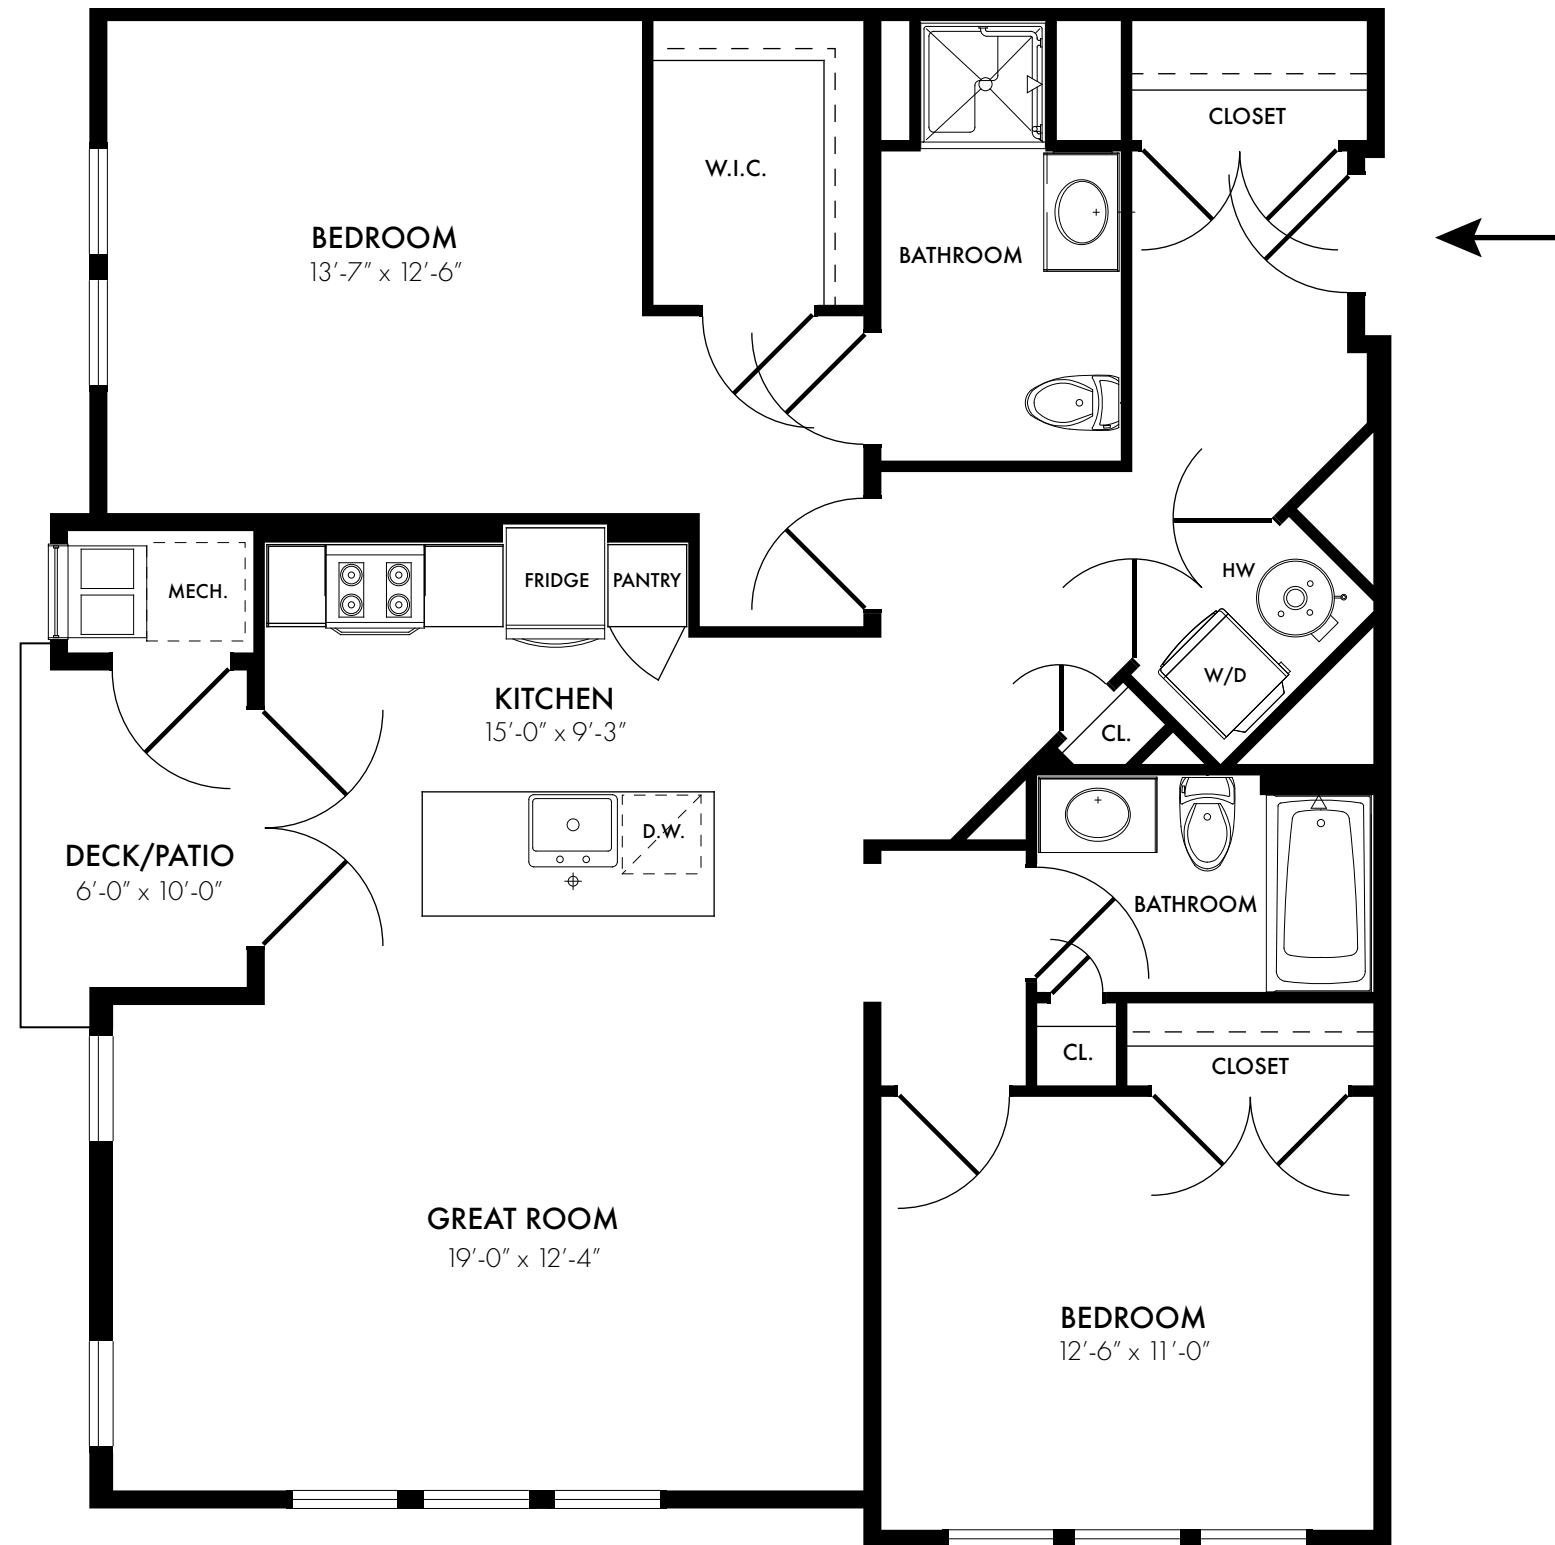 CLOSET
W.I.C.
BEDROOM
13’-7” x 12’-6”
BATHROOM
MECH.
FRIDGE
PANTRY
HW
W/D
KITCHEN
15’-0” x 9’-3”
CL.
D.W.
DECK/PATIO
6’-0” x 10’-0”
BATHROOM
CL.
CLOSET
GREAT ROOM
19’-0” x 12’-4”
BEDROOM
12’-6” x 11’-0”